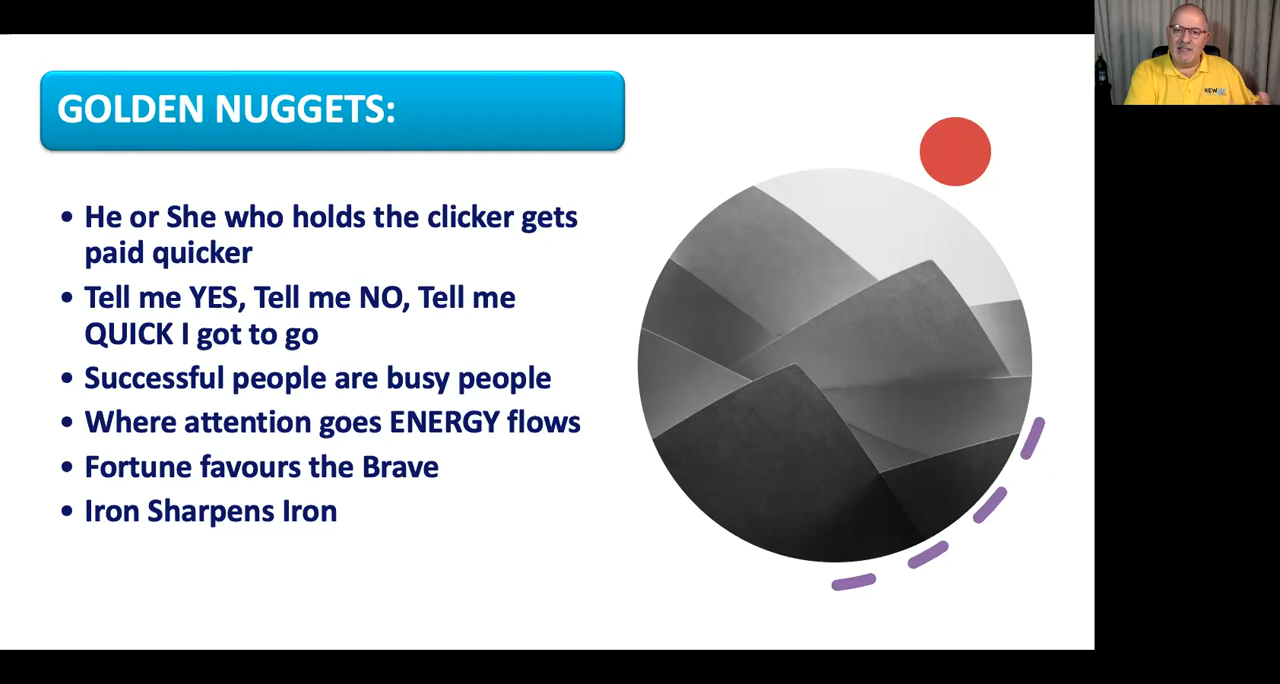 GOLDEN NUGGETS:
• He or She who holds the clicker gets
paid quicker
• Tell me YES, Tell me NO, Tell me
QUICK I got to go
• Successful people are busy people
• Where attention goes ENERGY flows
• Fortune favours the Brave
• Iron Sharpens Iron
KEW